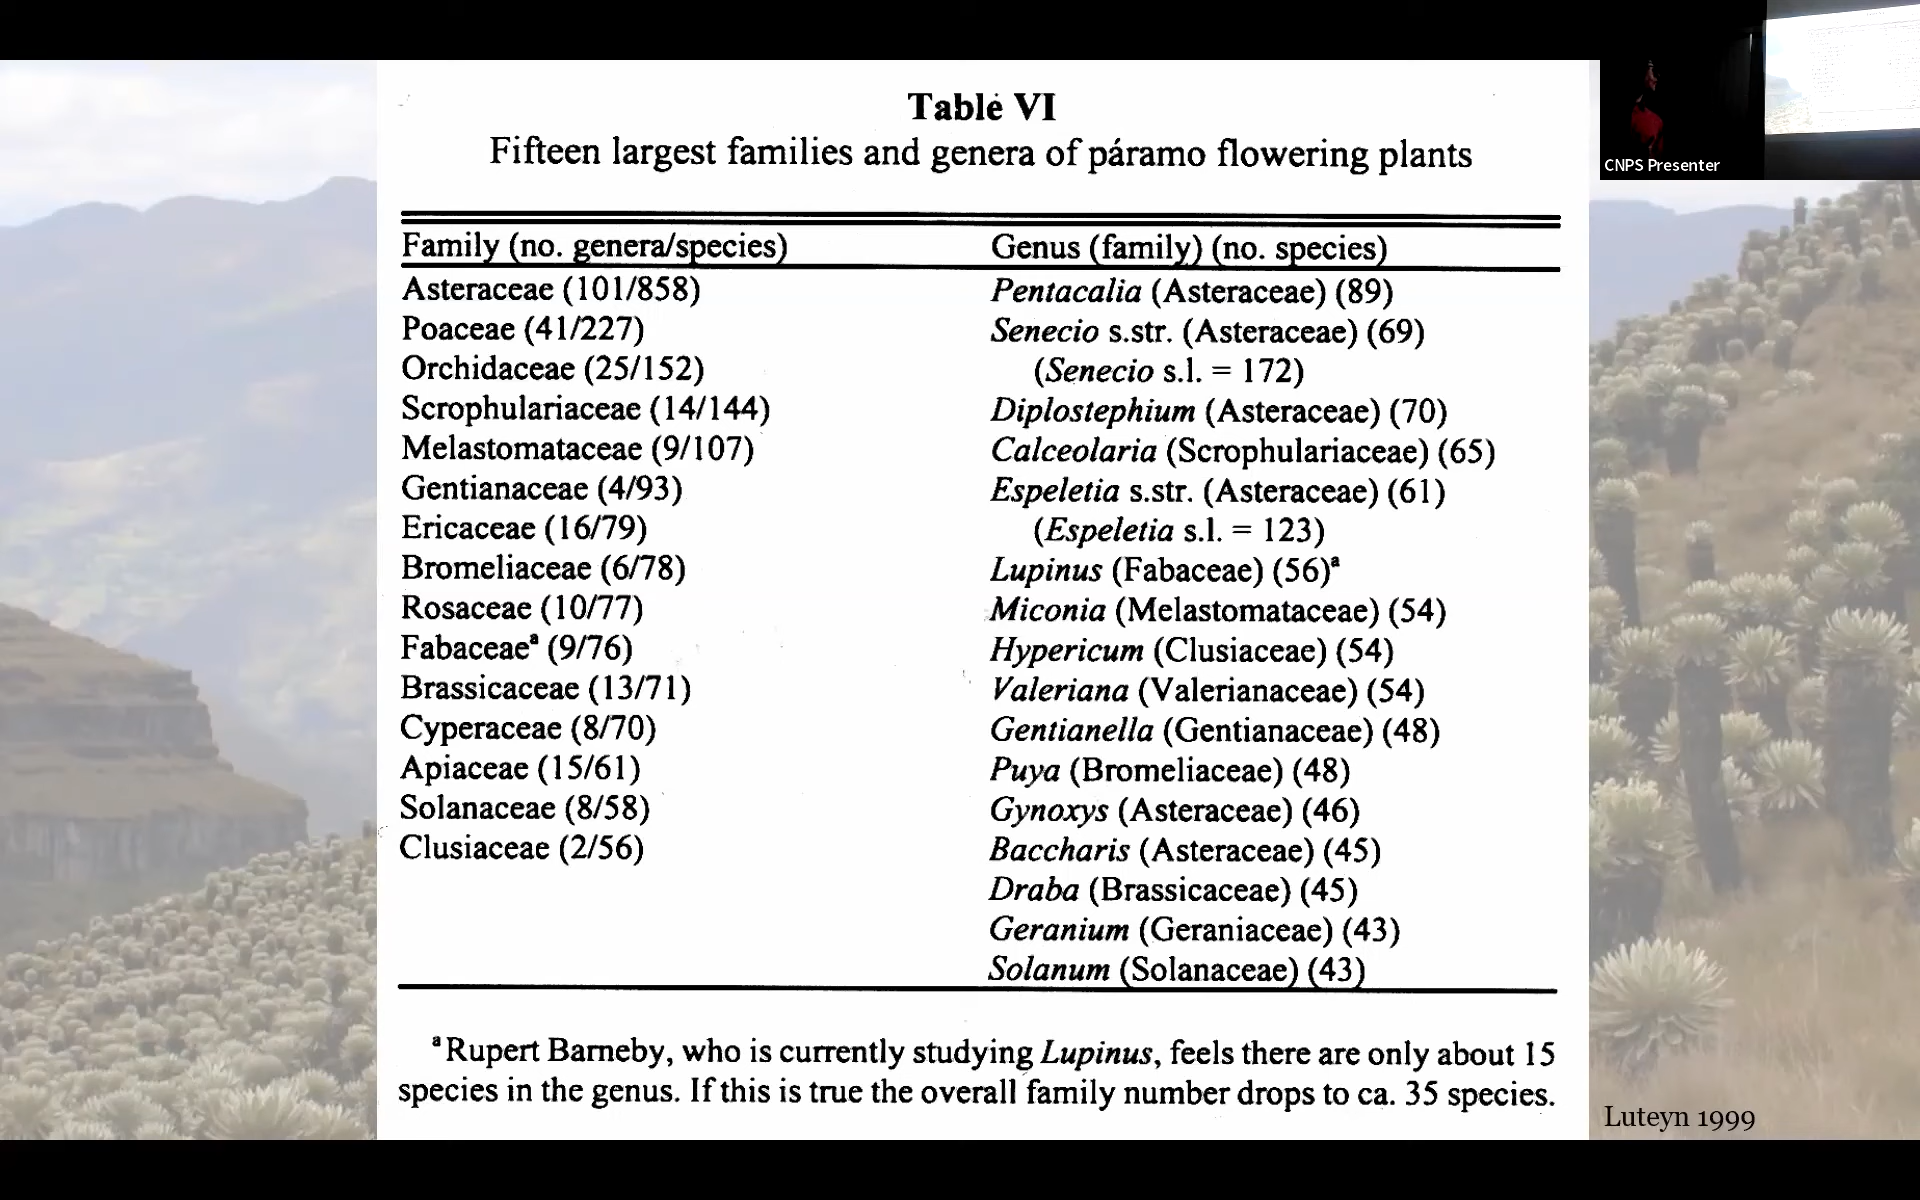 Table VI
Fifteen largest families and genera of páramo flowering plants
Family (no. genera/species)
Asteraceae (101/858)
Poaceae (41/227)
Orchidaceae (25/152)
Scrophulariaceae (14/144)
Melastomataceae (9/107)
Gentianaceae (4/93)
Ericaceae (16/79)
Bromeliaceae (6/78)
Rosaceae (10/77)
Fabaceaeª (9/76)
Brassicaceae (13/71)
Cyperaceae (8/70)
Apiaceae (15/61)
Solanaceae (8/58)
Clusiaceae (2/56)
Genus (family) (no. species)
Pentacalia (Asteraceae) (89)
Senecio s.str. (Asteraceae) (69)
(Senecio s.l. = 172)
Diplostephium (Asteraceae) (70)
Calceolaria (Scrophulariaceae) (65)
Espeletia s.str. (Asteraceae) (61)
(Espeletia s.l. = 123)
Lupinus (Fabaceae) (56)ª
Miconia (Melastomataceae) (54)
Hypericum (Clusiaceae) (54)
Valeriana (Valerianaceae) (54)
Gentianella (Gentianaceae) (48)
Puya (Bromeliaceae) (48)
Gynoxys (Asteraceae) (46)
Baccharis (Asteraceae) (45)
Draba (Brassicaceae) (45)
Geranium (Geraniaceae) (43)
Solanum (Solanaceae) (43)
ªRupert Barneby, who is currently studying Lupinus, feels there are only about 15
species in the genus. If this is true the overall family number drops to ca. 35 species.
CNPS Presenter
Luteyn 1999